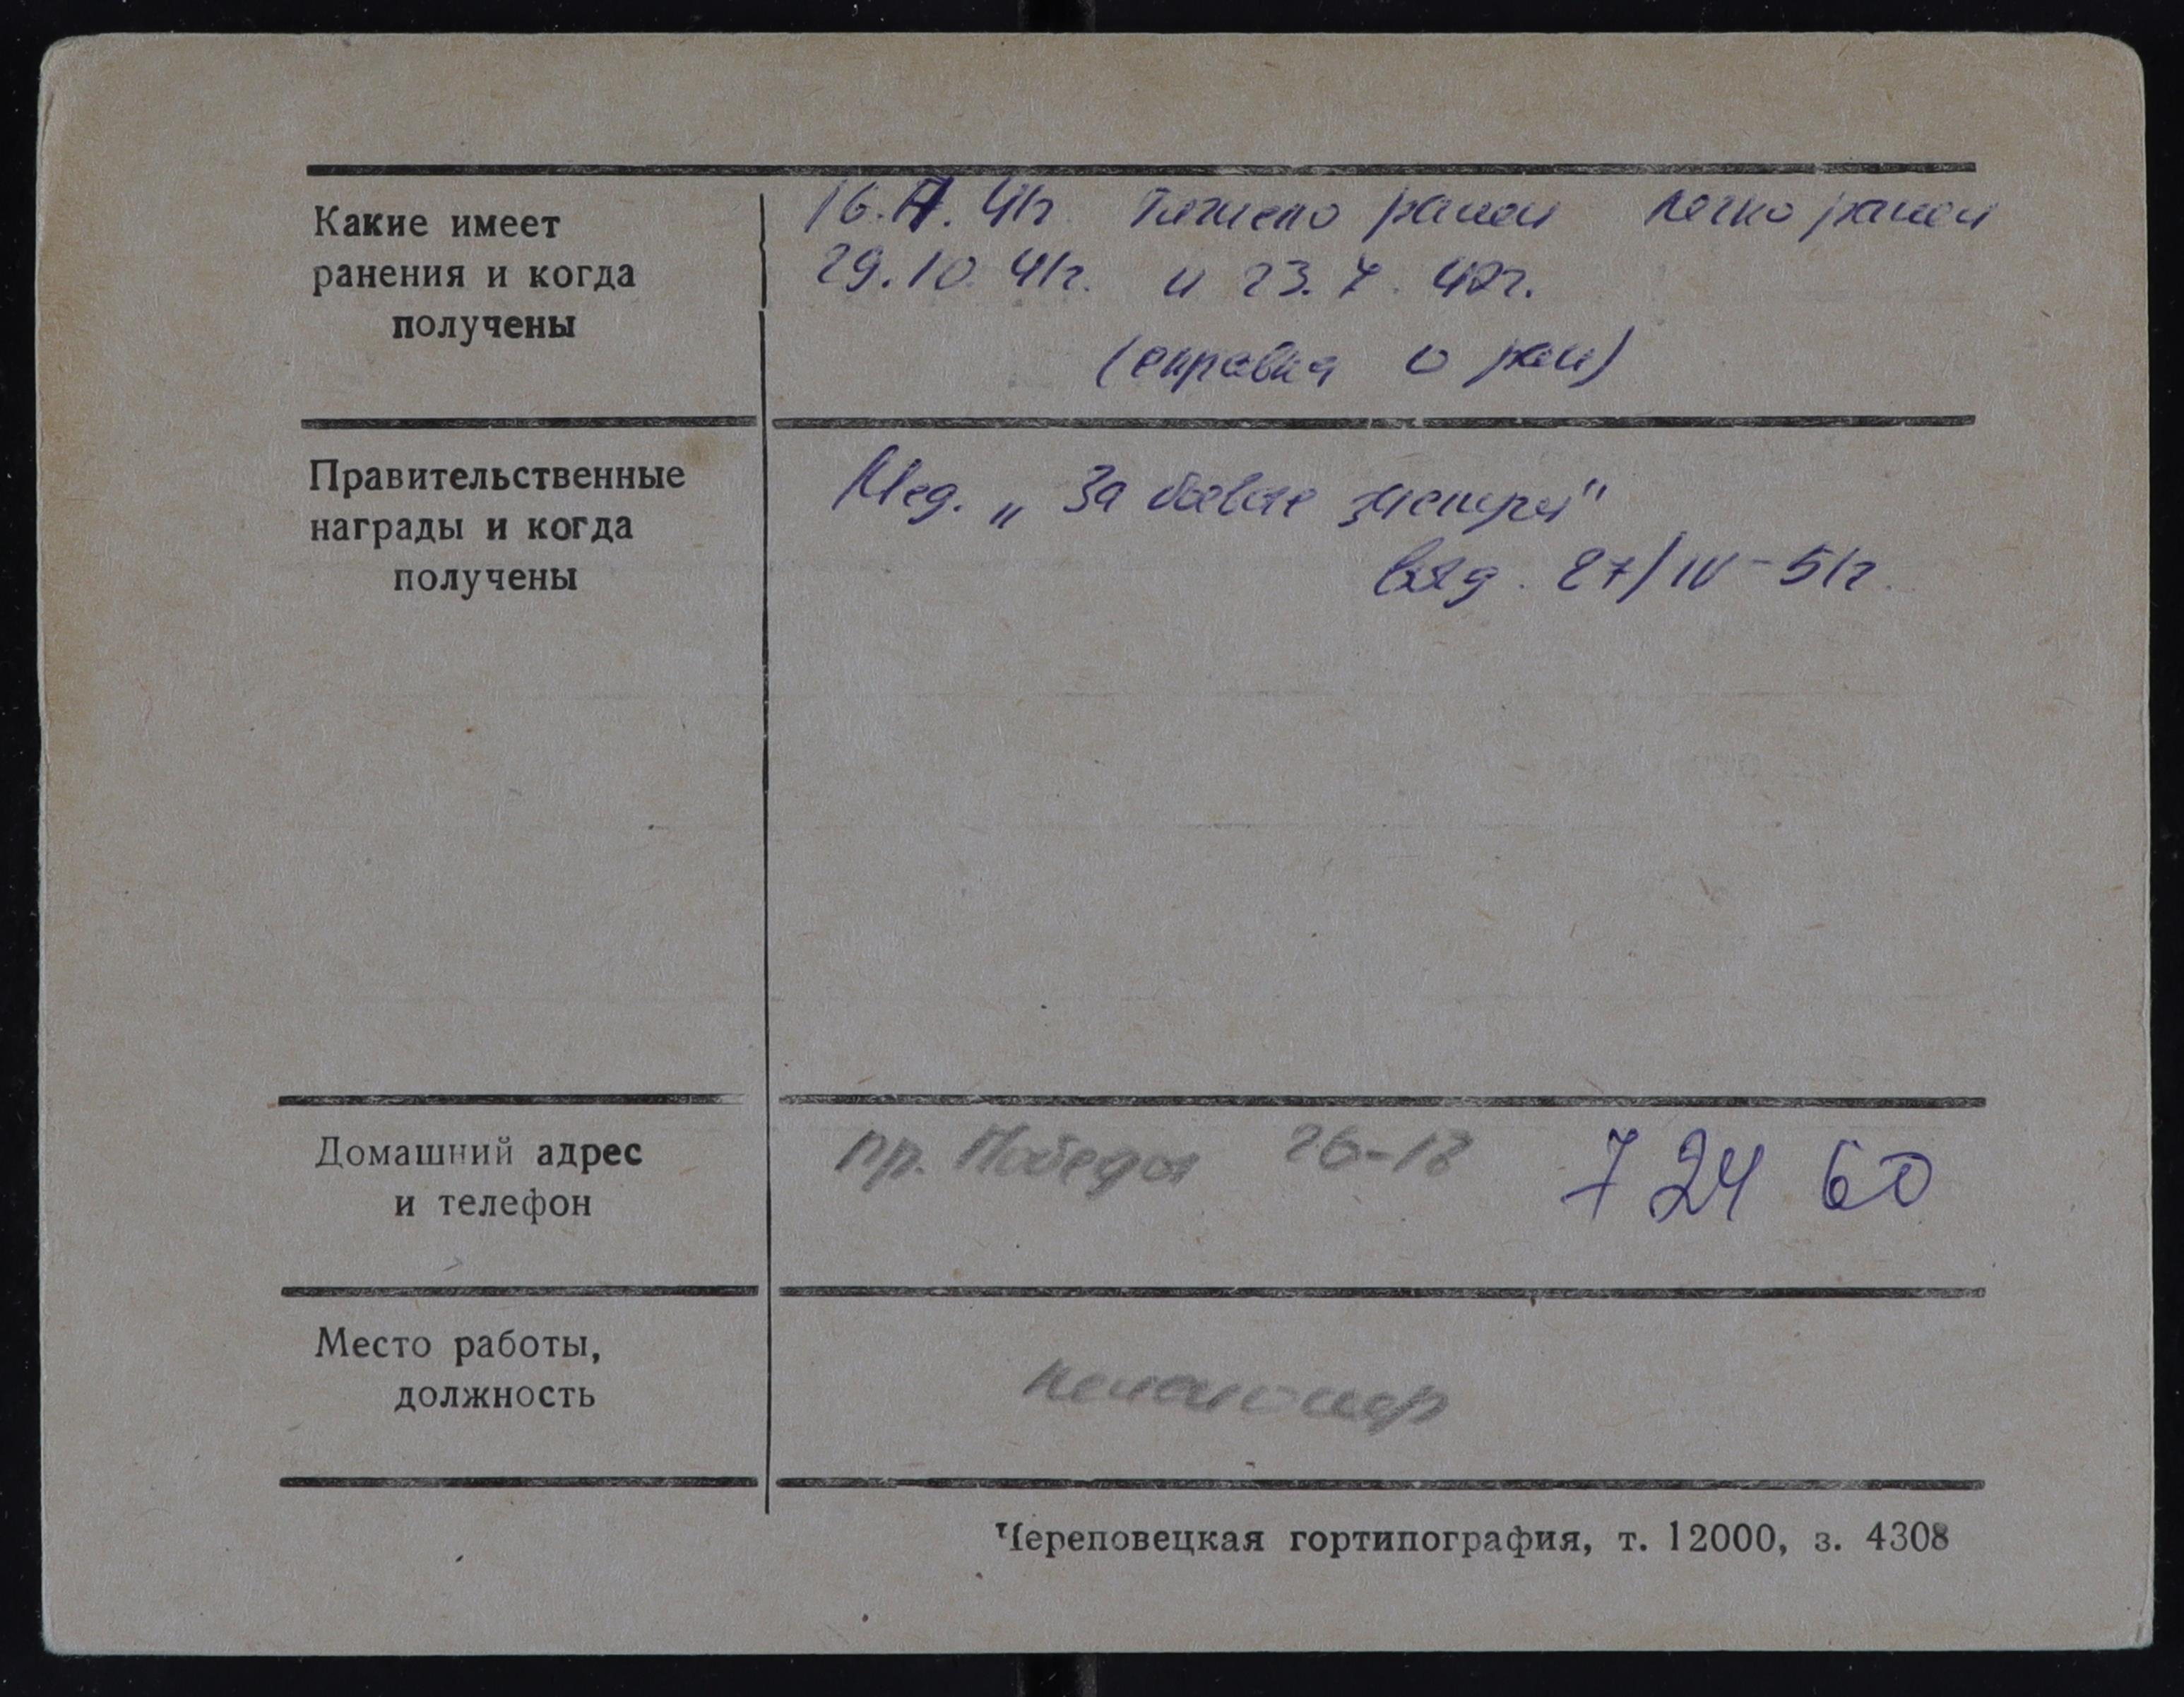 Какие имеет
ранения и когда
получены
16. 41г. тяжело ранен легко ранен
29.10.41г. и 23.7.42г.
(справка о ран)
Правительственные
награды и когда
получены
Мед. „За боевые заслуги"
выд. 27/IV-51г.
Домашний адрес
и телефон
пр. Победы 26-18 7 24 60
Место работы,
должность
пенсионер
Череповецкая гортипография, т. 12000, з. 4308